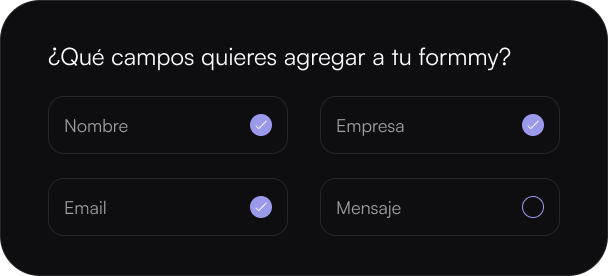 ¿Qué campos quieres agregar a tu formmy?
Nombre
Empresa
Email
Mensaje